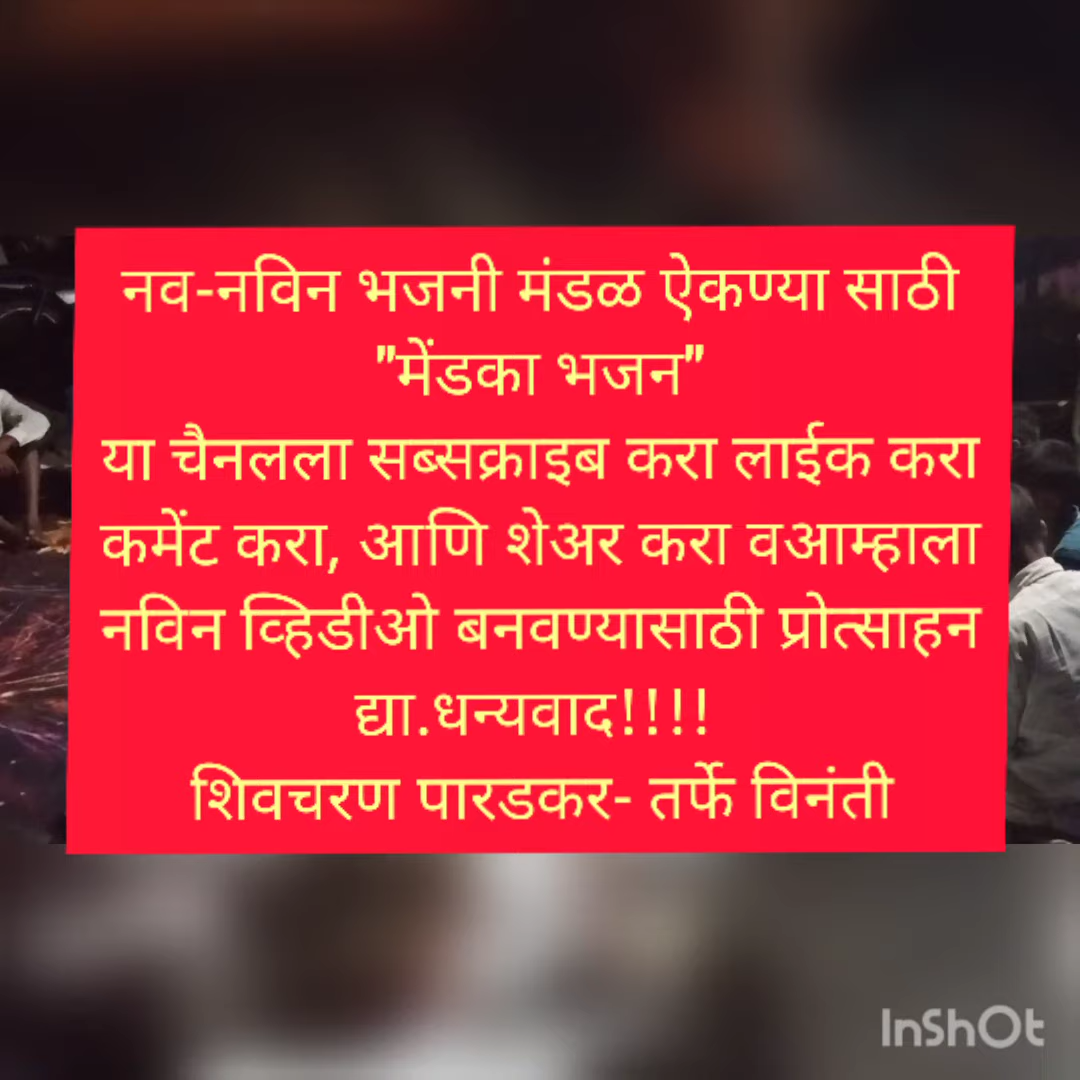 नव-नविन भजनी मंडळ ऐकण्या साठी
"मेंडका भजन"
या चैनलला सब्सक्राइब करा लाईक करा
कमेंट करा, आणि शेअर करा वआम्हाला
नविन व्हिडीओ बनवण्यासाठी प्रोत्साहन
द्या.धन्यवाद!!!!
शिवचरण पारडकर- तर्फे विनंती
InShOt